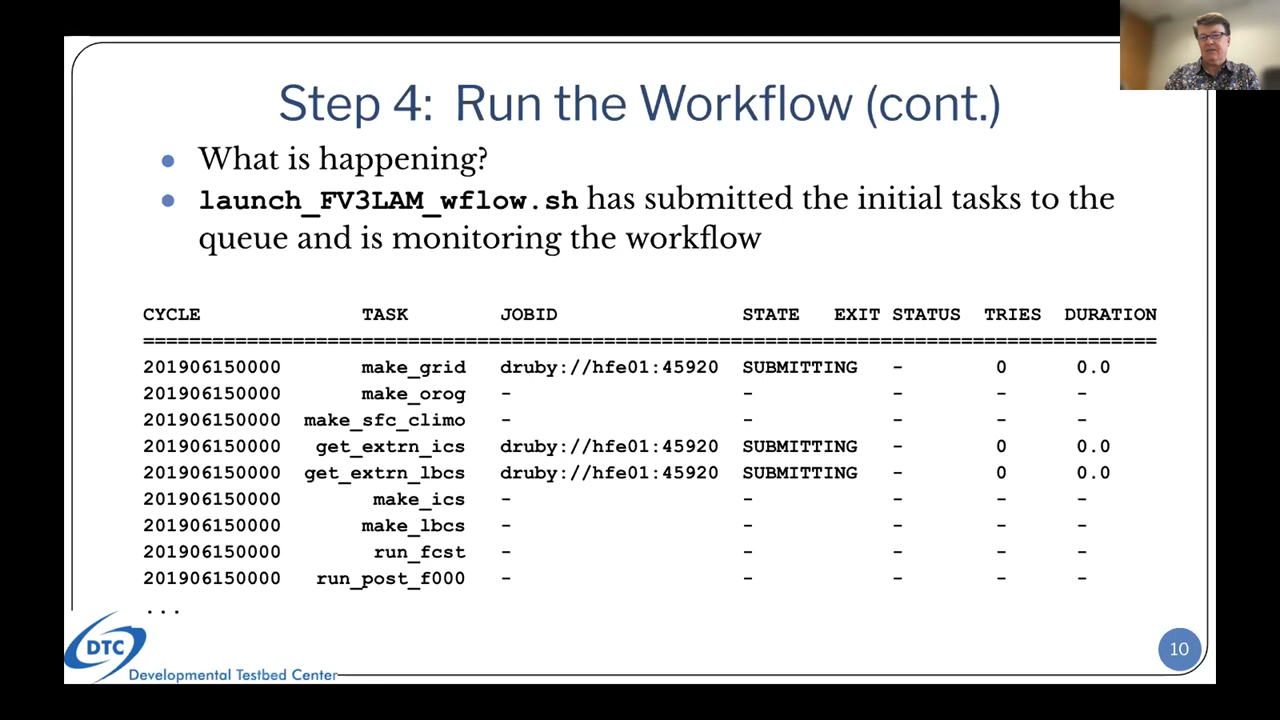 Step 4: Run the Workflow (cont.)
● What is happening?
● launch_FV3LAM_wflow.sh has submitted the initial tasks to the
queue and is monitoring the workflow
CYCLE TASK JOBID STATE EXIT STATUS TRIES DURATION
========================================================================================
201906150000 make_grid druby://hfe01:45920 SUBMITTING - 0 0.0
201906150000 make_orog - - - - -
201906150000 make_sfc_climo - - - - -
201906150000 get_extrn_ics druby://hfe01:45920 SUBMITTING - 0 0.0
201906150000 get_extrn_lbcs druby://hfe01:45920 SUBMITTING - 0 0.0
201906150000 make_ics - - - - -
201906150000 make_lbcs - - - - -
201906150000 run_fcst - - - - -
201906150000 run_post_f000 - - - - -
...
DTC
Developmental Testbed Center
10